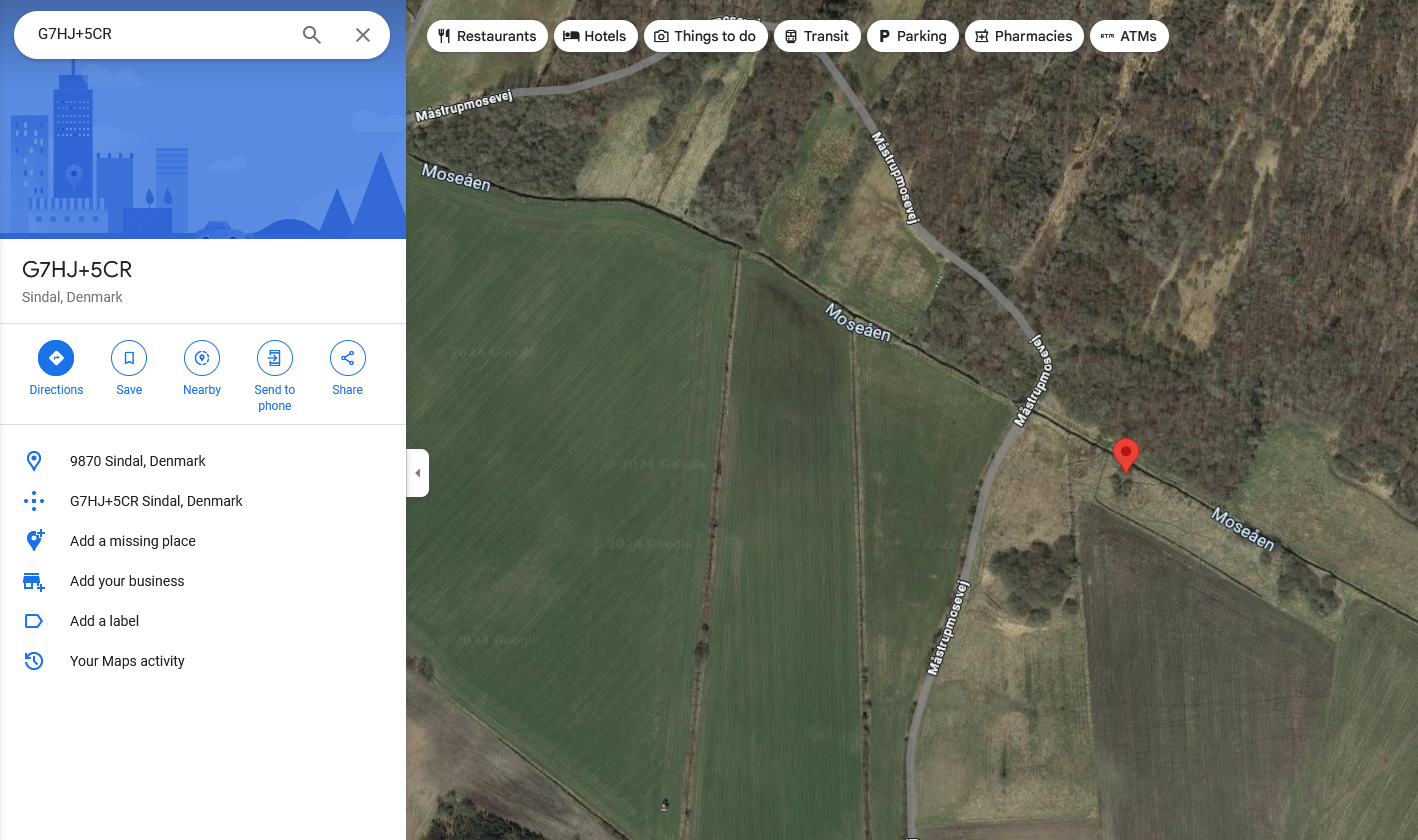 G7HJ+5CR
Restaurants
Hotels
Things to do
Transit
Parking
Pharmacies
ATMs
Måstrupmosevej
Måstrupmosevej
Moseåen
G7HJ+5CR
Sindal, Denmark
Moseåen
Måstrupmosevej
Directions
Save
Nearby
Send to
phone
Share
© 2024 Google
9870 Sindal, Denmark
© 2024 Google
G7HJ+5CR Sindal, Denmark
Moseåen
Add a missing place
© 2024 Google
Add your business
Add a label
Måstrupmosevej
© 2024 Google
Your Maps activity